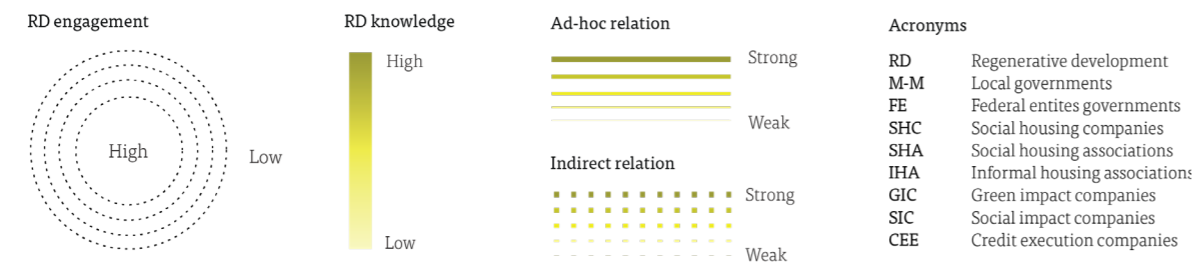 RD engagement
High
Low
RD knowledge
High
Low
Ad-hoc relation
Strong
Weak
Indirect relation
Strong
Weak
Acronyms
RD Regenerative development
M-M Local governments
FE Federal entites governments
SHC Social housing companies
SHA Social housing associations
IHA Informal housing associations
GIC Green impact companies
SIC Social impact companies
CEE Credit execution companies